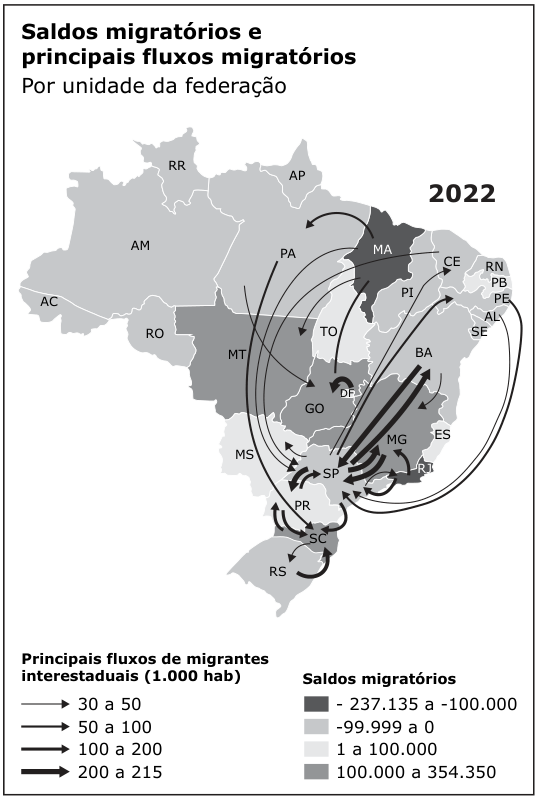 Saldos migratórios e
principais fluxos migratórios
Por unidade da federação
2022
RR
AP
AM
PA
MA
CE
RN
PB
PE
AL
SE
PI
AC
RO
TO
MT
BA
DF
GO
MG
ES
MS
SP
RJ
PR
SC
RS
Principais fluxos de migrantes
interestaduais (1.000 hab)
30 a 50
50 a 100
100 a 200
200 a 215
Saldos migratórios
- 237.135 a -100.000
-99.999 a 0
1 a 100.000
100.000 a 354.350